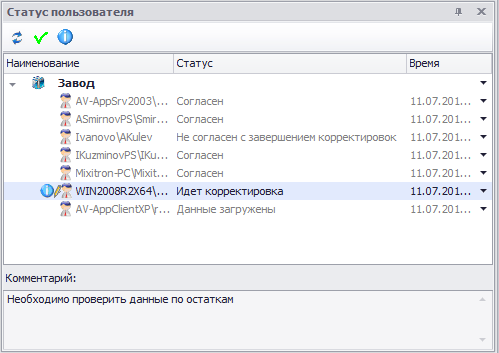 Статус пользователя
Наименование Статус Время
Завод
AV-AppSrv2003\... Согласен 11.07.201...
ASmirnovPS\Smir... Согласен 11.07.201...
Ivanovo\AKulev Не согласен с завершением корректировок 11.07.201...
IKuzminovPS\IKu... Согласен 11.07.201...
Mixitron-PC\Mixit... Согласен 11.07.201...
WIN2008R2X64\... Идет корректировка 11.07.201...
AV-AppClientXP\r... Данные загружены 11.07.201...
Комментарий:
Необходимо проверить данные по остаткам